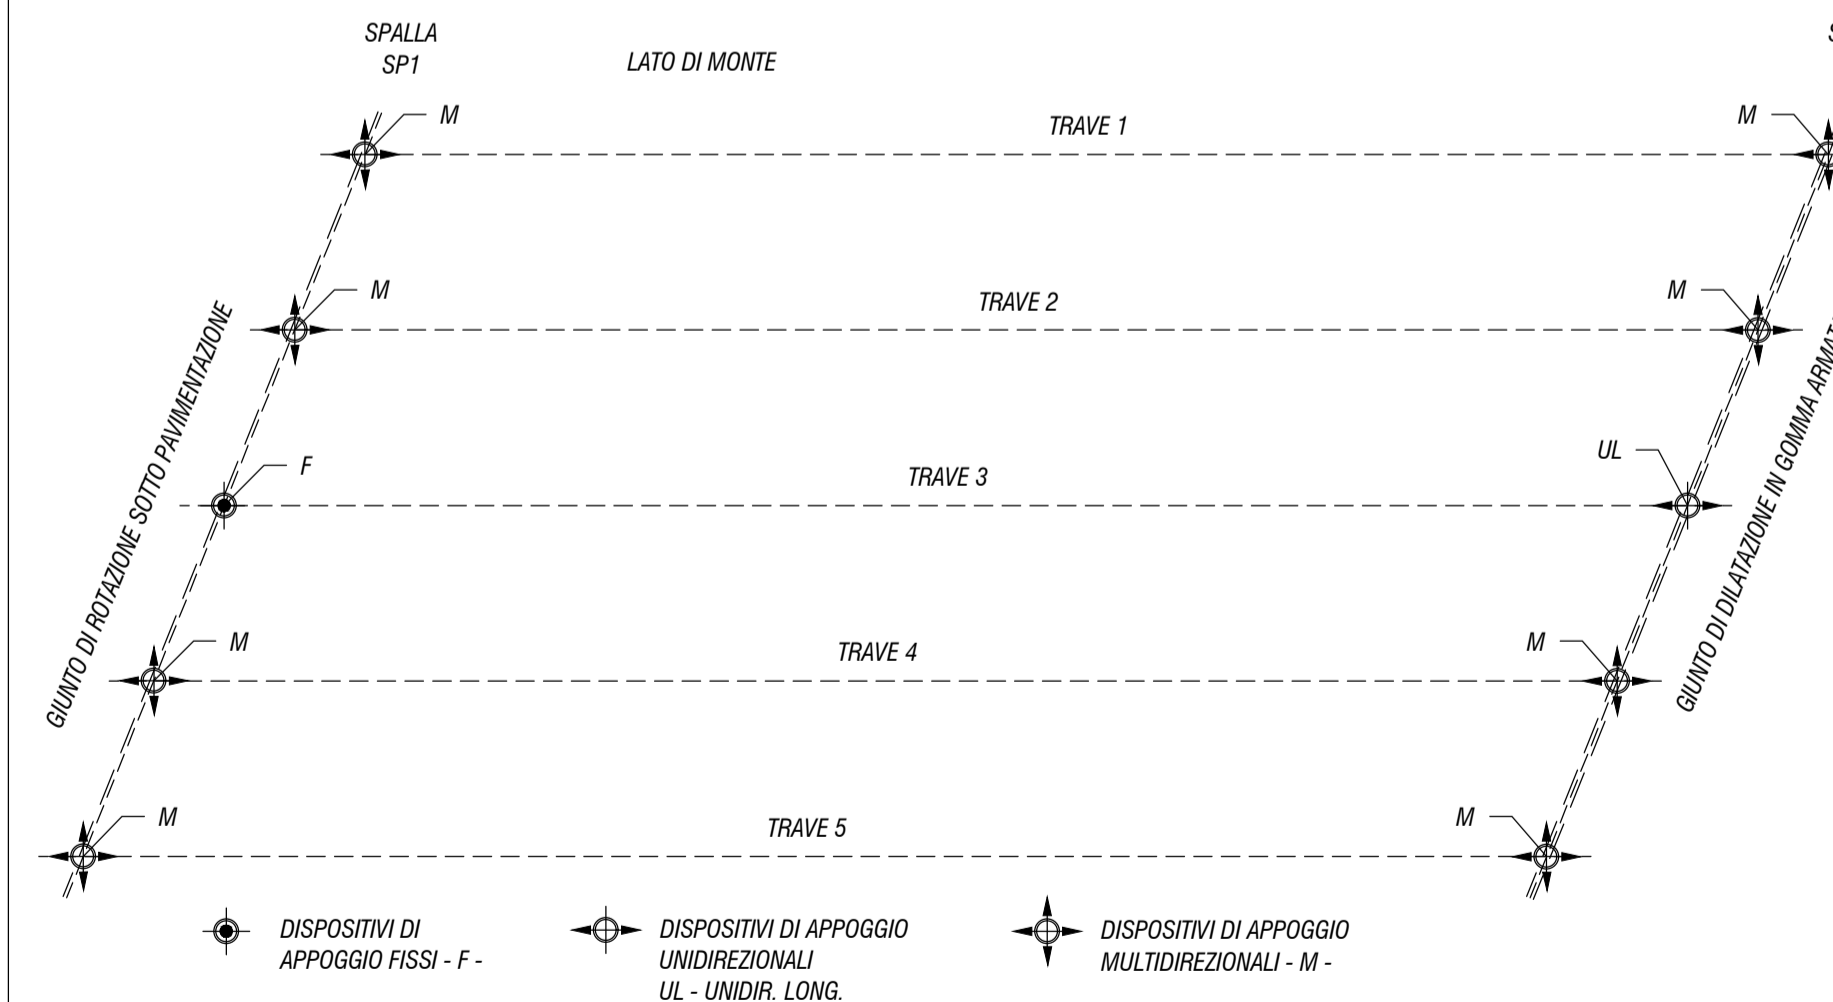 SPALLA
SP1
LATO DI MONTE
M
TRAVE 1
M
M
TRAVE 2
M
GIUNTO DI ROTAZIONE SOTTO PAVIMENTAZIONE
F
TRAVE 3
UL
GIUNTO DI DILATAZIONE IN GOMMA
M
TRAVE 4
M
M
TRAVE 5
M
DISPOSITIVI DI
APPOGGIO FISSI - F -
DISPOSITIVI DI APPOGGIO
UNIDIREZIONALI
UL - UNIDIR. LONG.
DISPOSITIVI DI APPOGGIO
MULTIDIREZIONALI - M -